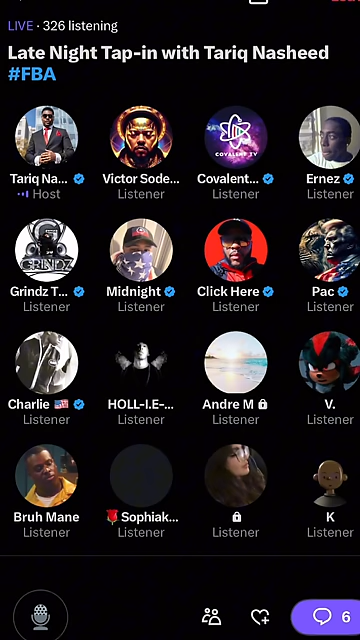 LIVE · 326 listening
Late Night Tap-in with Tariq Nasheed
#FBA
COVALENT TV
Tariq Na... Victor Sode... Covalent... Ernez
Host Listener Listener Listener
GRINDZ
Grindz T... Midnight Click Here Pac
Listener Listener Listener Listener
Charlie 🇺🇸 HOLL-I.E-... Andre M V.
Listener Listener Listener Listener
Bruh Mane 🌹Sophiak... K
Listener Listener Listener Listener
6